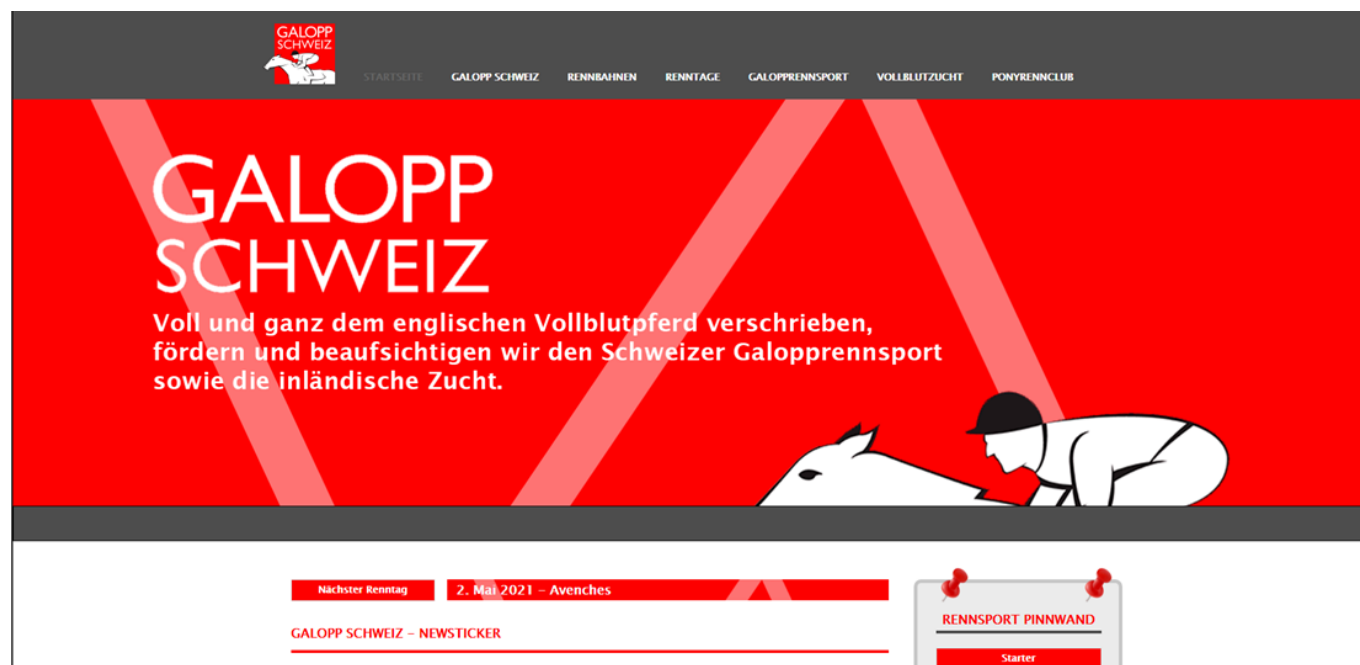 GALOPP
SCHWEIZ
STARTSEITE GALOPP SCHWEIZ RENNBAHNEN RENNTAGE GALOPPRENNSPORT VOLLBLUTZUCHT PONYRENNCLUB
GALOPP
SCHWEIZ
Voll und ganz dem englischen Vollblutpferd verschrieben,
fördern und beaufsichtigen wir den Schweizer Galopprennsport
sowie die inländische Zucht.
Nächster Renntag 2. Mai 2021 – Avenches
GALOPP SCHWEIZ – NEWSTICKER
RENNSPORT PINNWAND
Starter